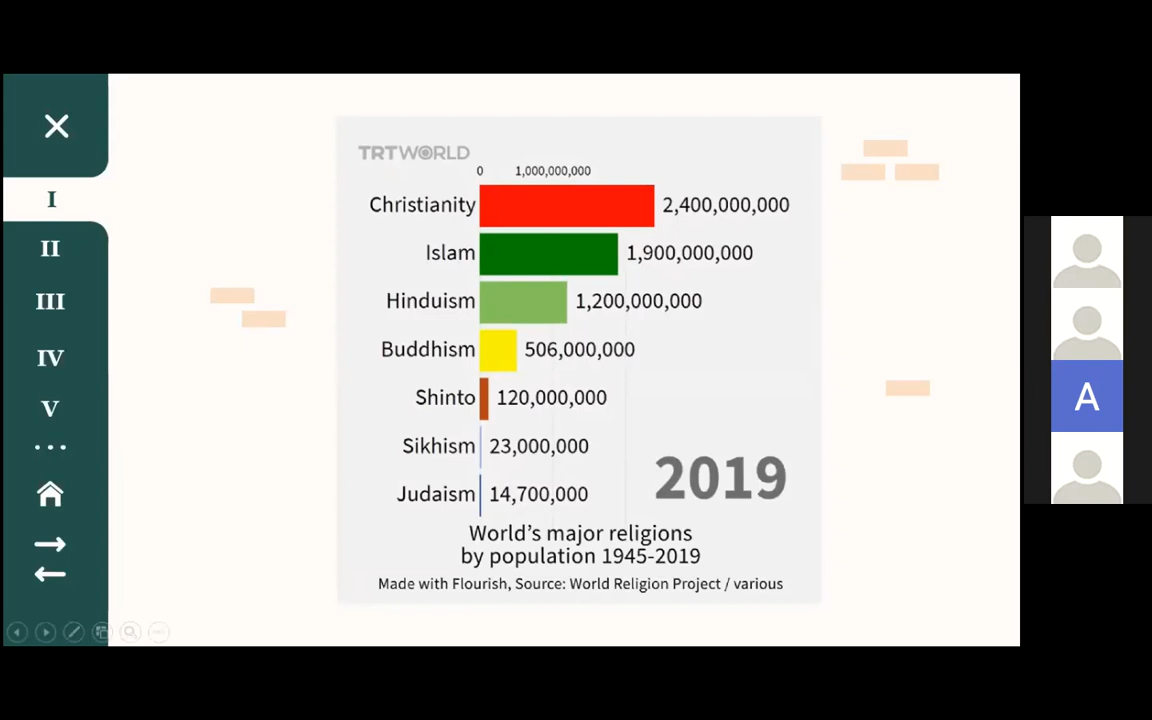 I
II
III
IV
V
...
TRTWORLD
0 1,000,000,000
Christianity 2,400,000,000
Islam 1,900,000,000
Hinduism 1,200,000,000
Buddhism 506,000,000
Shinto 120,000,000
Sikhism 23,000,000
Judaism 14,700,000
2019
World's major religions
by population 1945-2019
Made with Flourish, Source: World Religion Project / various
A